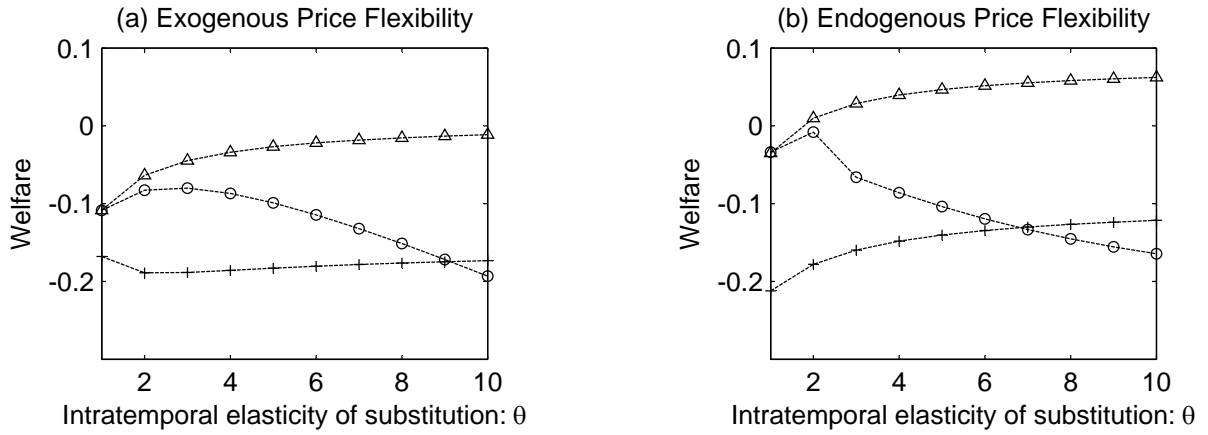 (a) Exogenous Price Flexibility
0.1
0
-0.1
-0.2
Welfare
2 4 6 8 10
Intratemporal elasticity of substitution: θ
(b) Endogenous Price Flexibility
0.1
0
-0.1
-0.2
Welfare
2 4 6 8 10
Intratemporal elasticity of substitution: θ